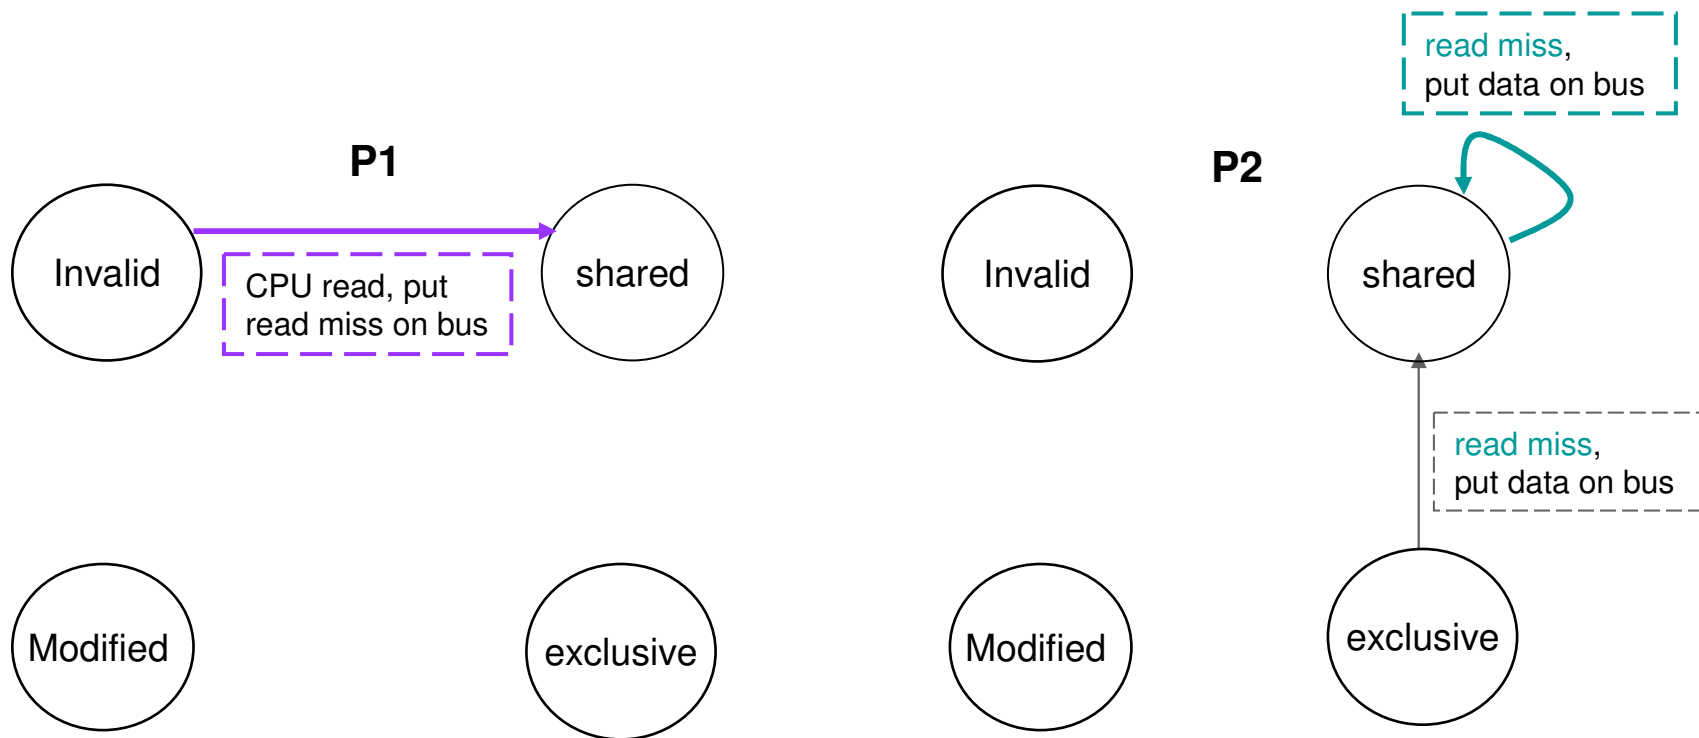 P1
Invalid
CPU read, put
read miss on bus
shared
Modified
exclusive
P2
read miss,
put data on bus
Invalid
shared
read miss,
put data on bus
Modified
exclusive